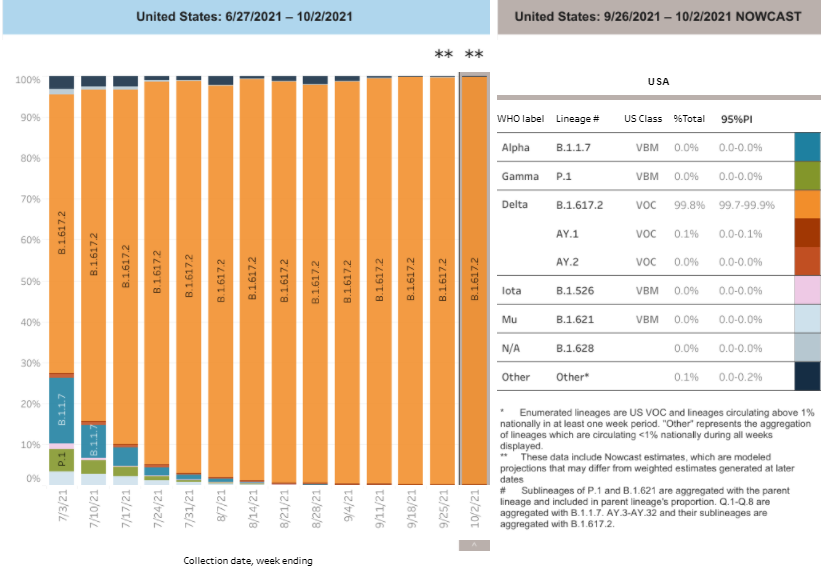 United States: 6/27/2021 – 10/2/2021
United States: 9/26/2021 – 10/2/2021 NOWCAST
** **
100%
90%
80%
70%
60%
50%
40%
30%
20%
10%
0%
B.1.617.2
B.1.617.2
B.1.617.2
B.1.617.2
B.1.617.2
B.1.617.2
B.1.617.2
B.1.617.2
B.1.617.2
B.1.617.2
B.1.617.2
B.1.617.2
B.1.617.2
B.1.617.2
B.1.1.7
B.1.1.7
P.1
7/3/21
7/10/21
7/17/21
7/24/21
7/31/21
8/7/21
8/14/21
8/21/21
8/28/21
9/4/21
9/11/21
9/18/21
9/25/21
10/2/21
Collection date, week ending
USA
WHO label Lineage # US Class %Total 95%PI
Alpha B.1.1.7 VBM 0.0% 0.0-0.0%
Gamma P.1 VBM 0.0% 0.0-0.0%
Delta B.1.617.2 VOC 99.8% 99.7-99.9%
AY.1 VOC 0.1% 0.0-0.1%
AY.2 VOC 0.0% 0.0-0.0%
Iota B.1.526 VBM 0.0% 0.0-0.0%
Mu B.1.621 VBM 0.0% 0.0-0.0%
N/A B.1.628 0.0% 0.0-0.0%
Other Other* 0.1% 0.0-0.2%
* Enumerated lineages are US VOC and lineages circulating above 1%
nationally in at least one week period. "Other" represents the aggregation
of lineages which are circulating <1% nationally during all weeks
displayed.
** These data include Nowcast estimates, which are modeled
projections that may differ from weighted estimates generated at later
dates
# Sublineages of P.1 and B.1.621 are aggregated with the parent
lineage and included in parent lineage's proportion. Q.1-Q.8 are
aggregated with B.1.1.7. AY.3-AY.32 and their sublineages are
aggregated with B.1.617.2.